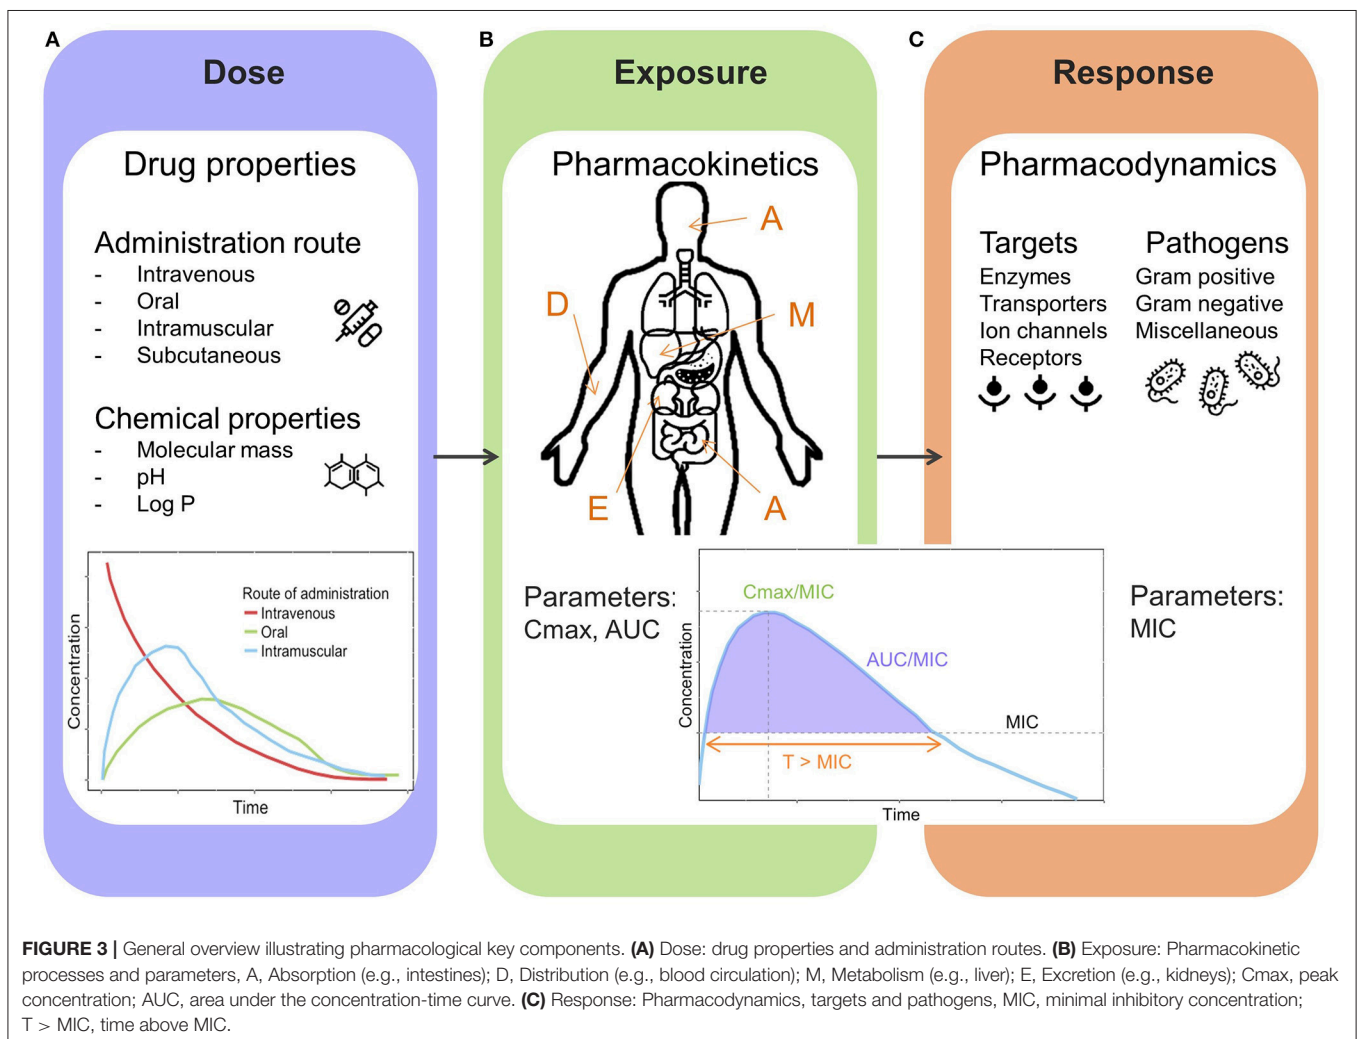 A
Dose
Drug properties
Administration route
- Intravenous
- Oral
- Intramuscular
- Subcutaneous
Chemical properties
- Molecular mass
- pH
- Log P
Concentration
Route of administration
Intravenous
Oral
Intramuscular
Time
B
Exposure
Pharmacokinetics
A
D
M
E
A
Parameters:
Cmax, AUC
C
Response
Pharmacodynamics
Targets
Enzymes
Transporters
Ion channels
Receptors
Pathogens
Gram positive
Gram negative
Miscellaneous
Concentration
Cmax/MIC
AUC/MIC
MIC
T > MIC
Time
Parameters:
MIC
FIGURE 3 | General overview illustrating pharmacological key components. (A) Dose: drug properties and administration routes. (B) Exposure: Pharmacokinetic
processes and parameters, A, Absorption (e.g., intestines); D, Distribution (e.g., blood circulation); M, Metabolism (e.g., liver); E, Excretion (e.g., kidneys); Cmax, peak
concentration; AUC, area under the concentration-time curve. (C) Response: Pharmacodynamics, targets and pathogens, MIC, minimal inhibitory concentration;
T > MIC, time above MIC.